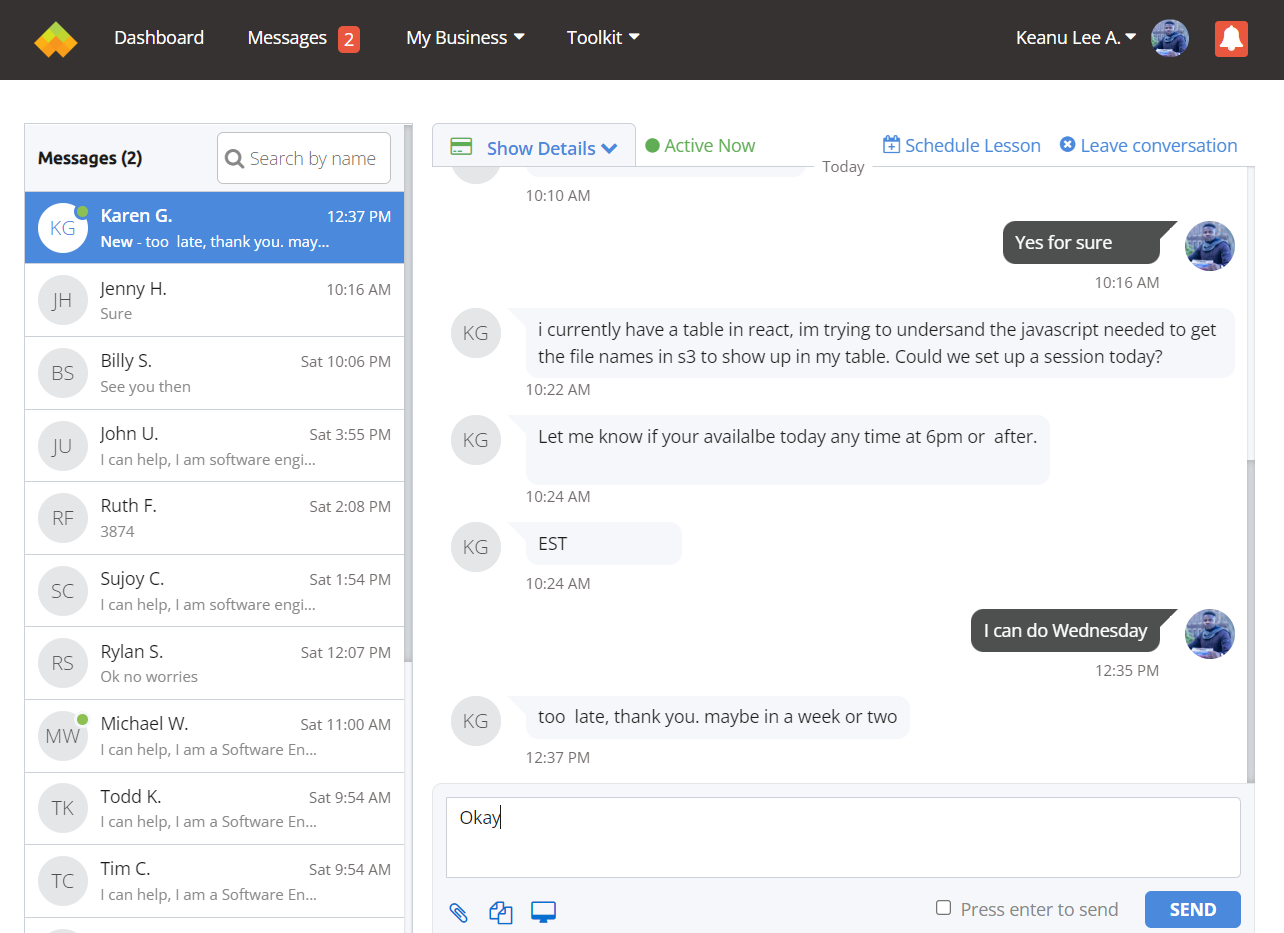 Dashboard
Messages 2
My Business
Toolkit
Keanu Lee A.
Messages (2)
Search by name
KG
Karen G.
12:37 PM
New - too late, thank you. may...
JH
Jenny H.
10:16 AM
Sure
BS
Billy S.
Sat 10:06 PM
See you then
JU
John U.
Sat 3:55 PM
I can help, I am software engi...
RF
Ruth F.
Sat 2:08 PM
3874
SC
Sujoy C.
Sat 1:54 PM
I can help, I am software engi...
RS
Rylan S.
Sat 12:07 PM
Ok no worries
MW
Michael W.
Sat 11:00 AM
I can help, I am a Software En...
TK
Todd K.
Sat 9:54 AM
I can help, I am a Software En...
TC
Tim C.
Sat 9:54 AM
I can help, I am a Software En...
Show Details
Active Now
Schedule Lesson
Leave conversation
Today
10:10 AM
Yes for sure
10:16 AM
KG
i currently have a table in react, im trying to undersand the javascript needed to get
the file names in s3 to show up in my table. Could we set up a session today?
10:22 AM
KG
Let me know if your availalbe today any time at 6pm or  after.
10:24 AM
KG
EST
10:24 AM
I can do Wednesday
12:35 PM
KG
too  late, thank you. maybe in a week or two
12:37 PM
Okay
Press enter to send
SEND